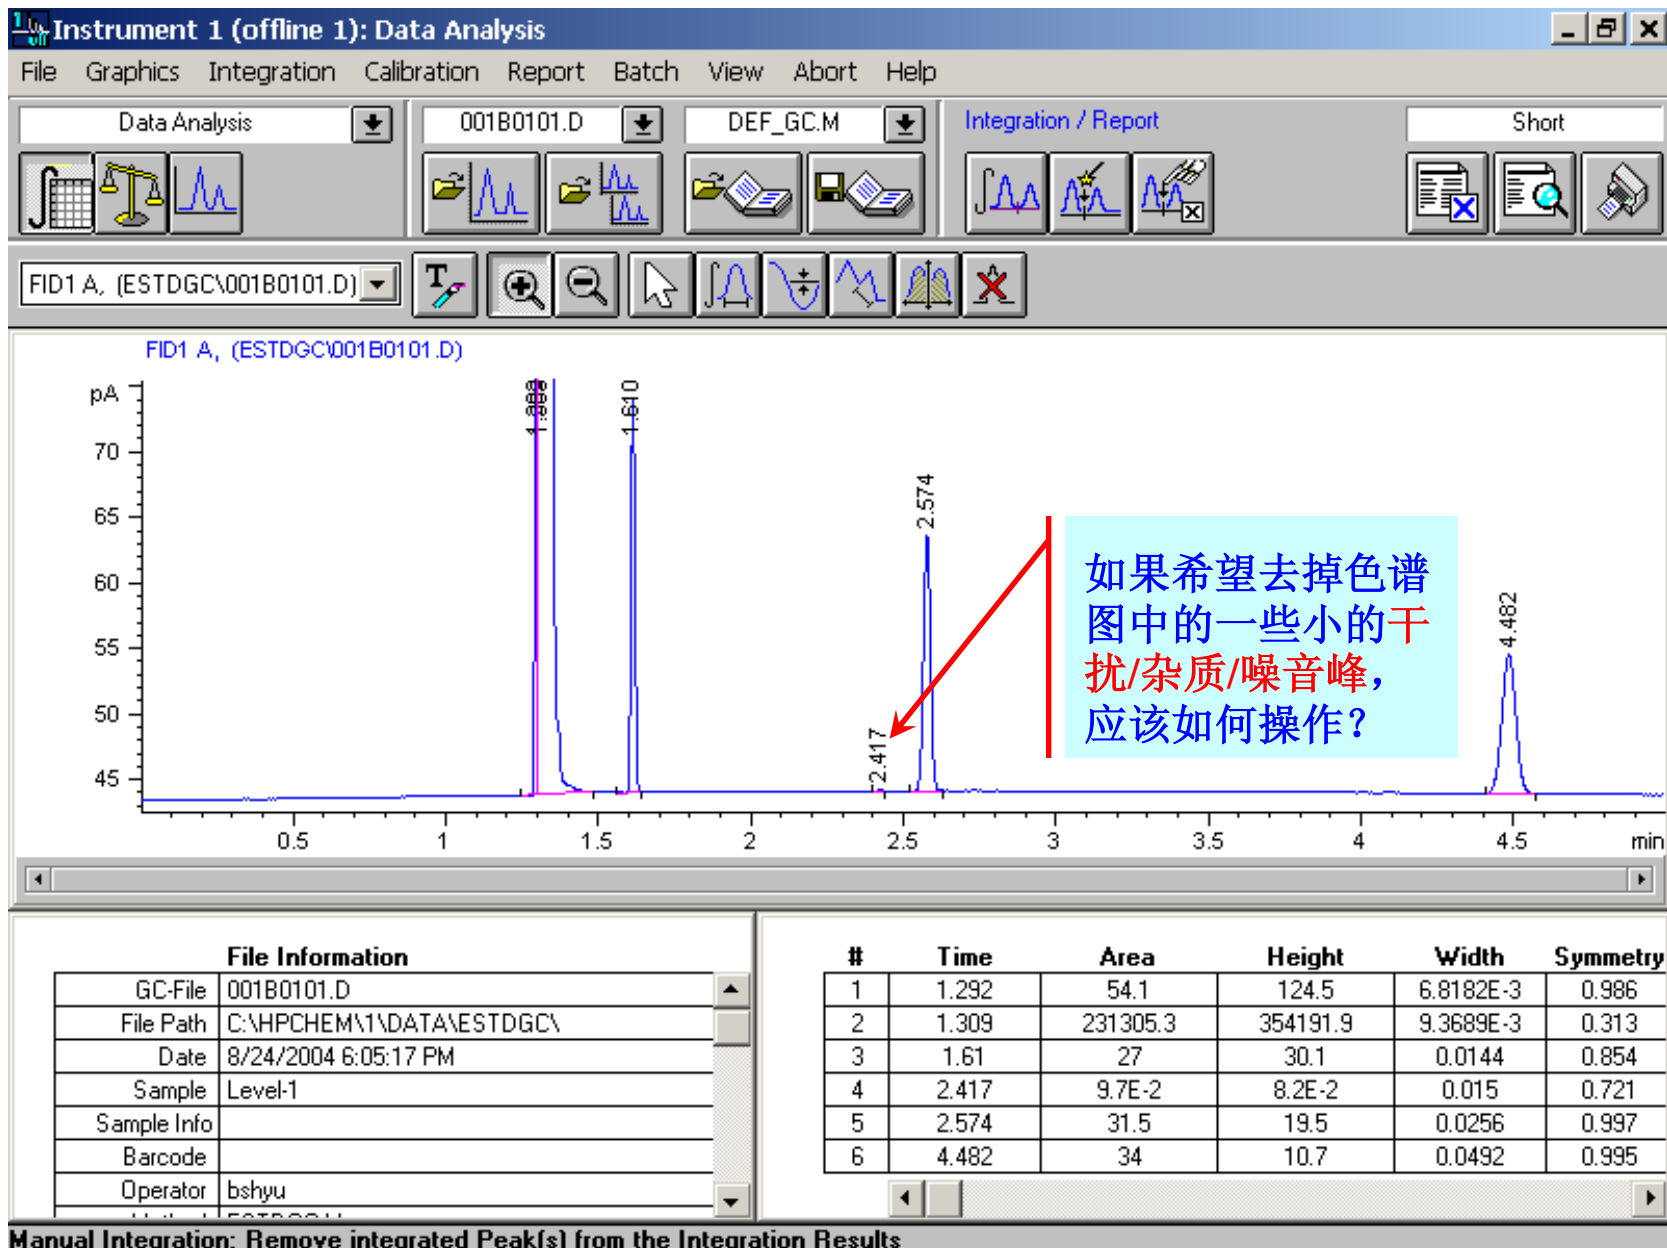 Instrument 1 (offline 1): Data Analysis
File Graphics Integration Calibration Report Batch View Abort Help
Data Analysis 001B0101.D DEF_GC.M Integration / Report Short
FID1 A, (ESTDGC\001B0101.D)
FID1 A, (ESTDGC\001B0101.D)
pA
70
65
60
55
50
45
1.610
2.417
2.574
4.482
如果希望去掉色谱
图中的一些小的干
扰/杂质/噪音峰，
应该如何操作？
0.5 1 1.5 2 2.5 3 3.5 4 4.5 min
File Information
GC-File 001B0101.D
File Path C:\HPCHEM\1\DATA\ESTDGC\
Date 8/24/2004 6:05:17 PM
Sample Level-1
Sample Info
Barcode
Operator bshyu
# Time Area Height Width Symmetry
1 1.292 54.1 124.5 6.8182E-3 0.986
2 1.309 231305.3 354191.9 9.3689E-3 0.313
3 1.61 27 30.1 0.0144 0.854
4 2.417 9.7E-2 8.2E-2 0.015 0.721
5 2.574 31.5 19.5 0.0256 0.997
6 4.482 34 10.7 0.0492 0.995
Manual Integration: Remove integrated Peak(s) from the Integration Results